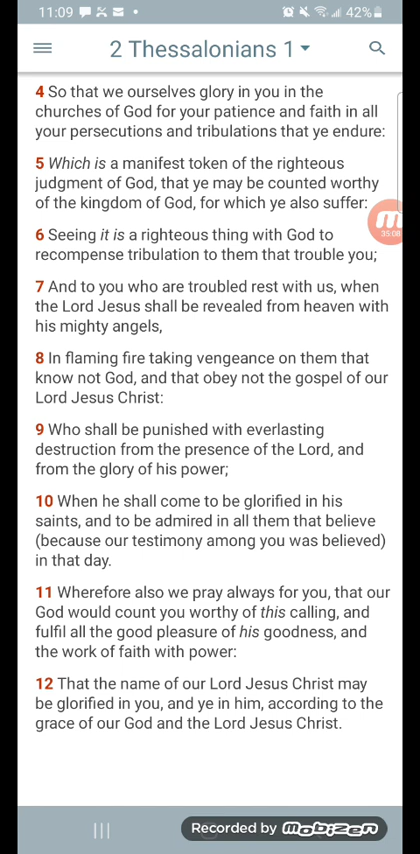 11:09 42%
2 Thessalonians 1
4 So that we ourselves glory in you in the
churches of God for your patience and faith in all
your persecutions and tribulations that ye endure:
5 Which is a manifest token of the righteous
judgment of God, that ye may be counted worthy
of the kingdom of God, for which ye also suffer:
6 Seeing it is a righteous thing with God to
recompense tribulation to them that trouble you;
7 And to you who are troubled rest with us, when
the Lord Jesus shall be revealed from heaven with
his mighty angels,
8 In flaming fire taking vengeance on them that
know not God, and that obey not the gospel of our
Lord Jesus Christ:
9 Who shall be punished with everlasting
destruction from the presence of the Lord, and
from the glory of his power;
10 When he shall come to be glorified in his
saints, and to be admired in all them that believe
(because our testimony among you was believed)
in that day.
11 Wherefore also we pray always for you, that our
God would count you worthy of this calling, and
fulfil all the good pleasure of his goodness, and
the work of faith with power:
12 That the name of our Lord Jesus Christ may
be glorified in you, and ye in him, according to the
grace of our God and the Lord Jesus Christ.
m
35:08
Recorded by mobizen